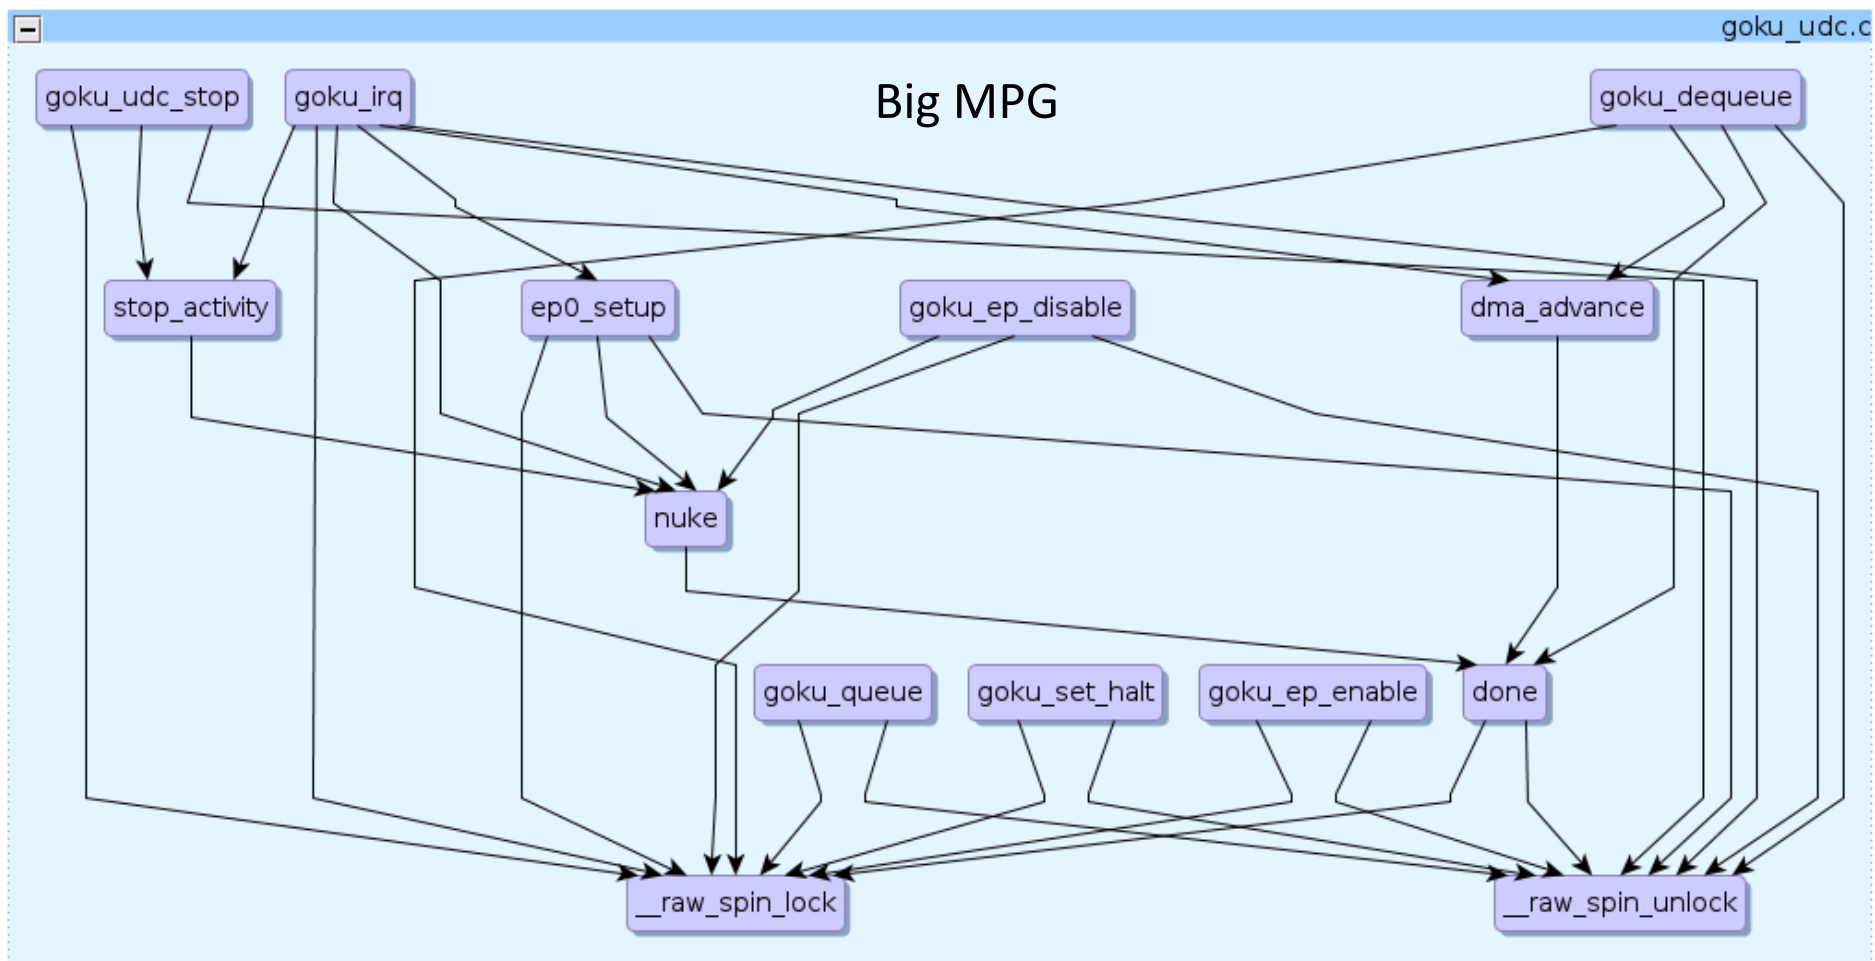 goku_udc.c
goku_udc_stop
goku_irq
Big MPG
goku_dequeue
stop_activity
ep0_setup
goku_ep_disable
dma_advance
nuke
goku_queue
goku_set_halt
goku_ep_enable
done
__raw_spin_lock
__raw_spin_unlock